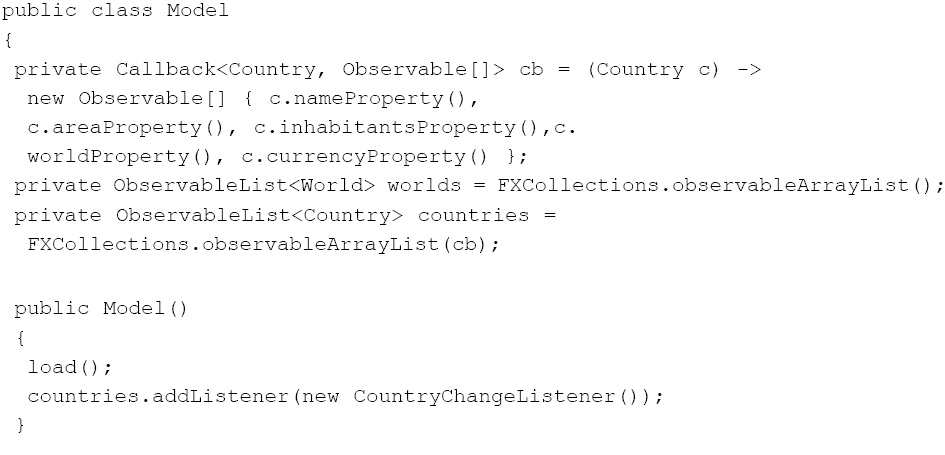 public class Model
{
private Callback<Country, Observable[]> cb = (Country c) ->
new Observable[] { c.nameProperty(),
c.areaProperty(), c.inhabitantsProperty(),c.
worldProperty(), c.currencyProperty() };
private ObservableList<World> worlds = FXCollections.observableArrayList();
private ObservableList<Country> countries =
FXCollections.observableArrayList(cb);
public Model()
{
load();
countries.addListener(new CountryChangeListener());
}